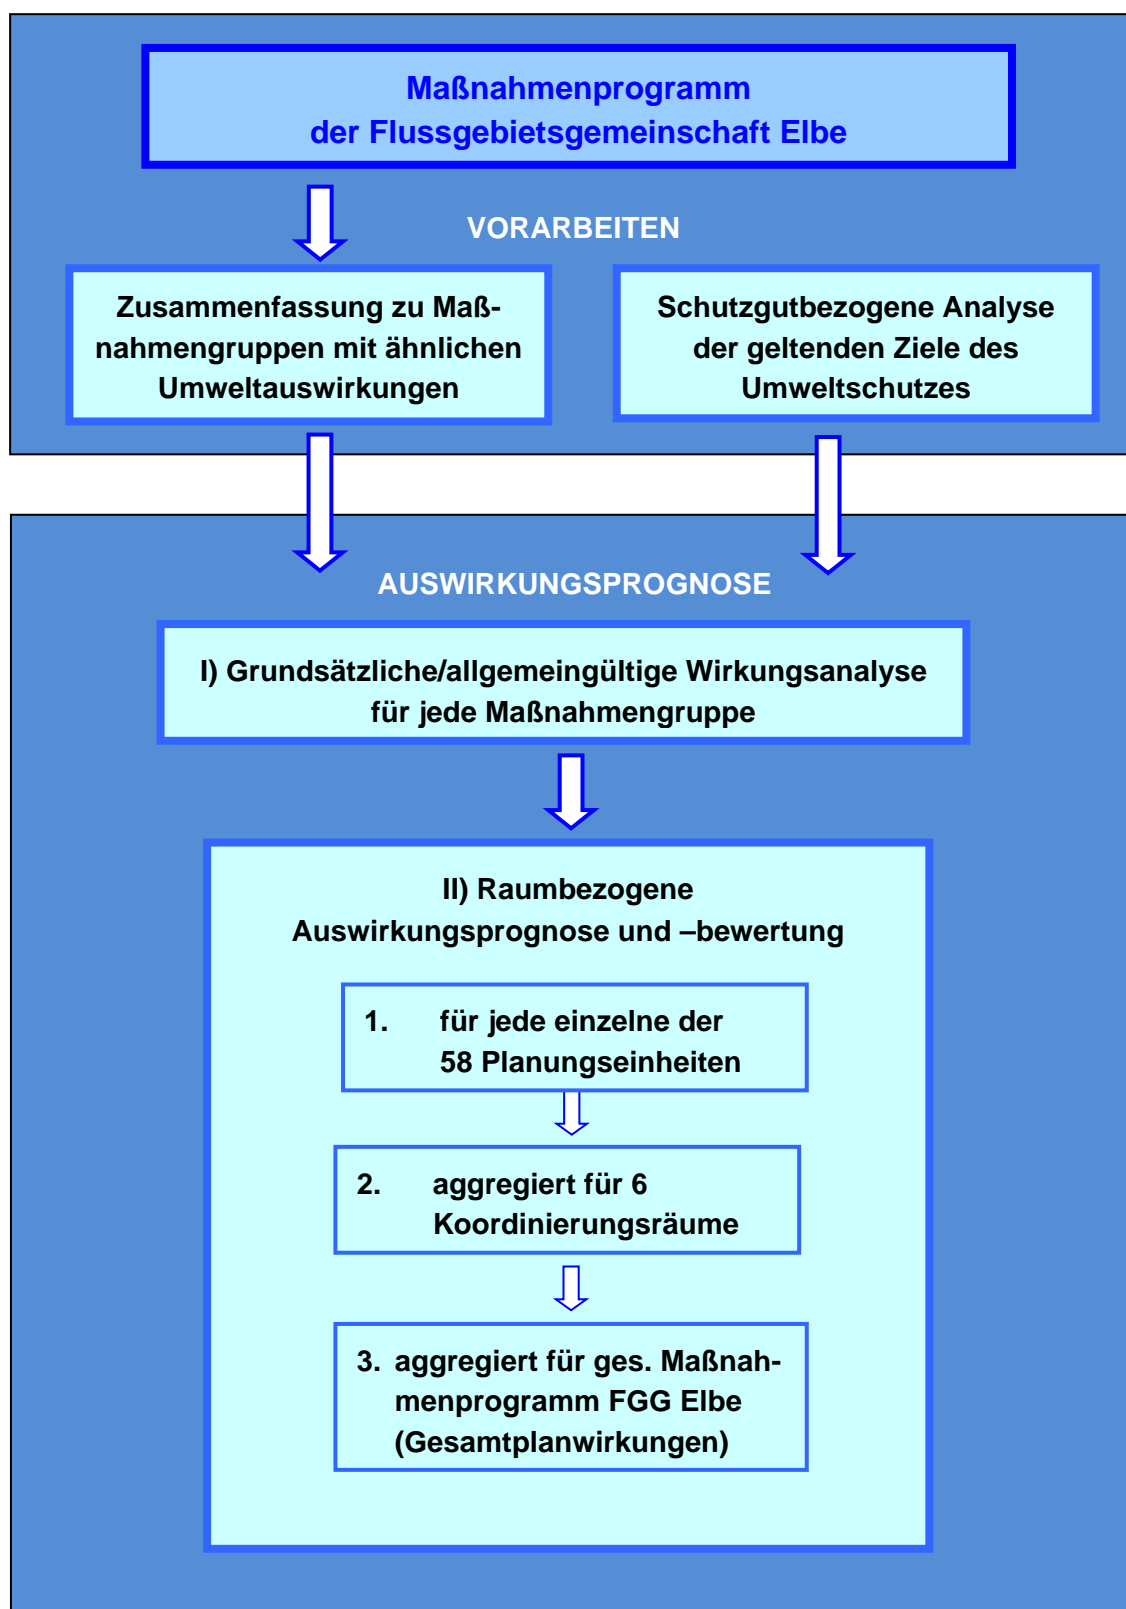 Maßnahmenprogramm
der Flussgebietsgemeinschaft Elbe
VORARBEITEN
Zusammenfassung zu Maß-
nahmengruppen mit ähnlichen
Umweltauswirkungen
Schutzgutbezogene Analyse
der geltenden Ziele des
Umweltschutzes
AUSWIRKUNGSPROGNOSE
I) Grundsätzliche/allgemeingültige Wirkungsanalyse
für jede Maßnahmengruppe
II) Raumbezogene
Auswirkungsprognose und –bewertung
1. für jede einzelne der
58 Planungseinheiten
2. aggregiert für 6
Koordinierungsräume
3. aggregiert für ges. Maßnah-
menprogramm FGG Elbe
(Gesamtplanwirkungen)